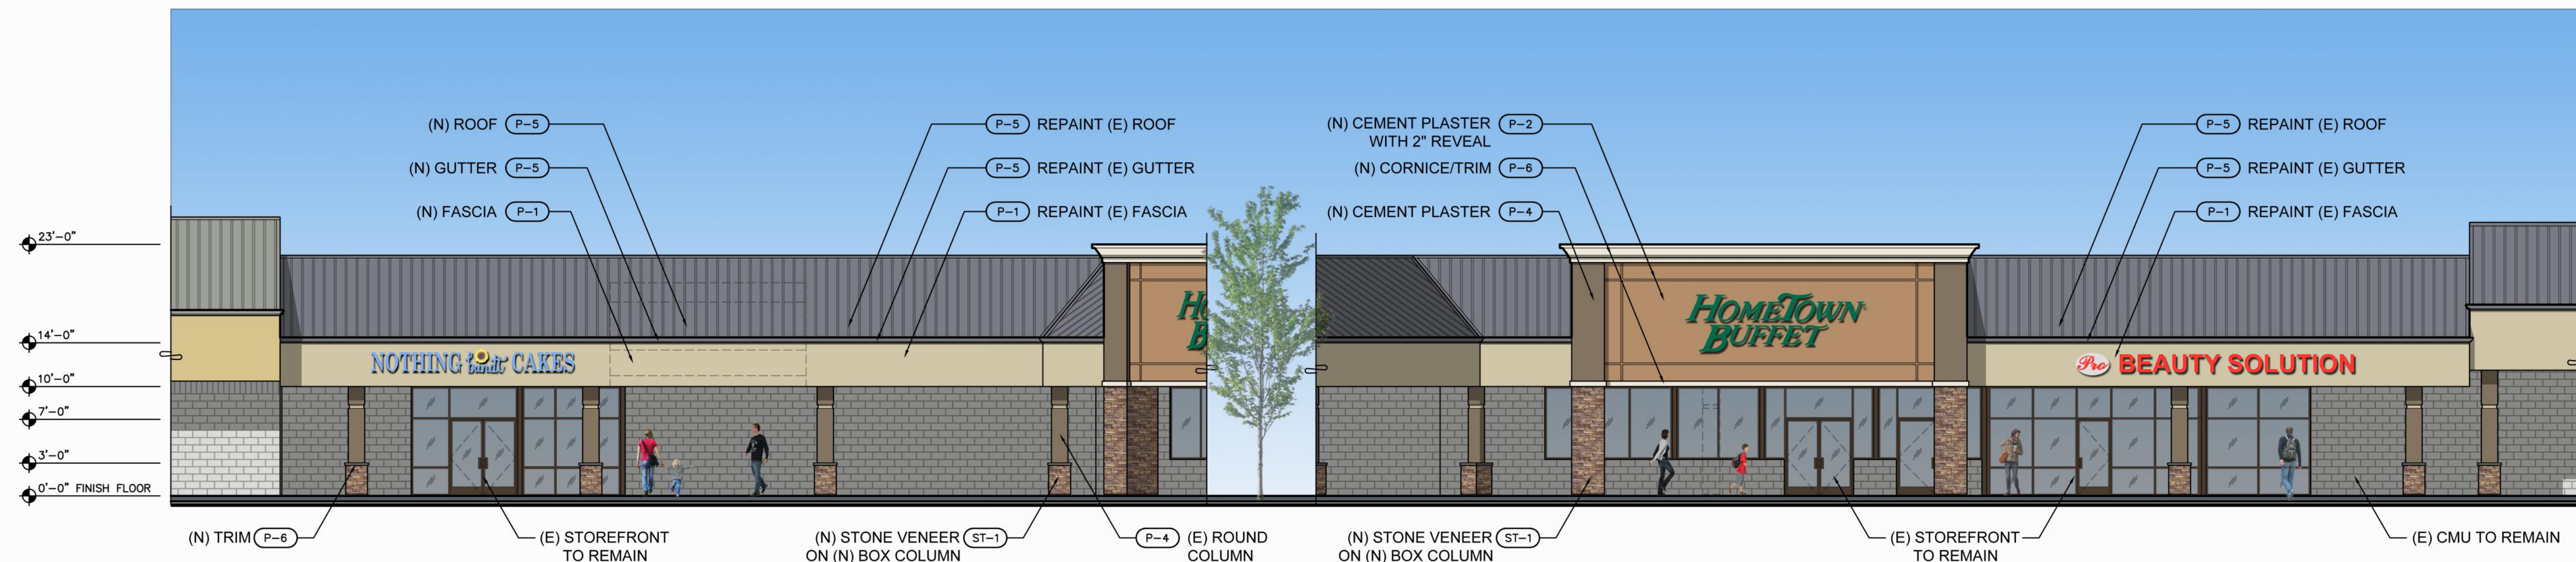 (N) ROOF P-5
P-5 REPAINT (E) ROOF
(N) CEMENT PLASTER P-2
WITH 2" REVEAL
P-5 REPAINT (E) ROOF
(N) GUTTER P-5
P-5 REPAINT (E) GUTTER
(N) CORNICE/TRIM P-6
P-5 REPAINT (E) GUTTER
(N) FASCIA P-1
P-1 REPAINT (E) FASCIA
(N) CEMENT PLASTER P-4
P-1 REPAINT (E) FASCIA
23'-0"
14'-0"
10'-0"
7'-0"
3'-0"
0'-0" FINISH FLOOR
NOTHING bundt CAKES
HO
B
HOMETOWN
BUFFET
Pro BEAUTY SOLUTION
(N) TRIM P-6
(E) STOREFRONT
TO REMAIN
(N) STONE VENEER ST-1
ON (N) BOX COLUMN
P-4 (E) ROUND
COLUMN
(N) STONE VENEER ST-1
ON (N) BOX COLUMN
(E) STOREFRONT
TO REMAIN
(E) CMU TO REMAIN